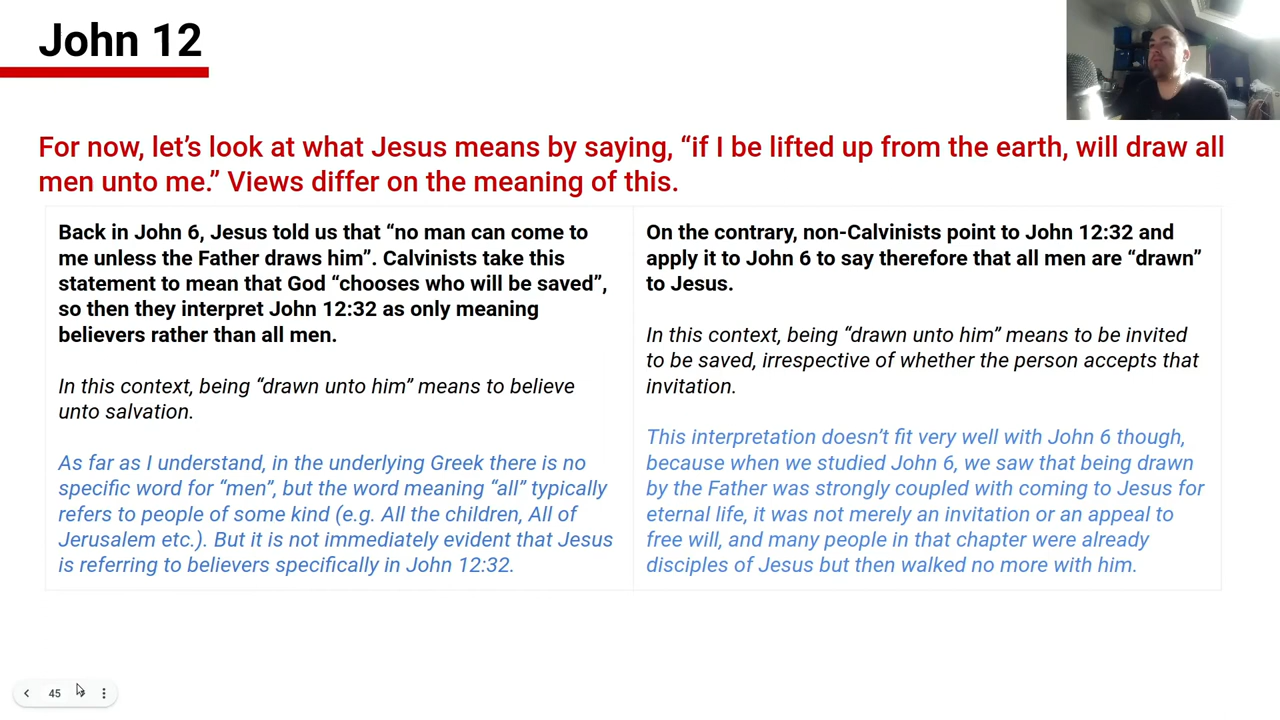 John 12
For now, let's look at what Jesus means by saying, “if I be lifted up from the earth, will draw all
men unto me.” Views differ on the meaning of this.
Back in John 6, Jesus told us that “no man can come to
me unless the Father draws him”. Calvinists take this
statement to mean that God “chooses who will be saved”,
so then they interpret John 12:32 as only meaning
believers rather than all men.
In this context, being “drawn unto him” means to believe
unto salvation.
As far as I understand, in the underlying Greek there is no
specific word for “men”, but the word meaning “all” typically
refers to people of some kind (e.g. All the children, All of
Jerusalem etc.). But it is not immediately evident that Jesus
is referring to believers specifically in John 12:32.
On the contrary, non-Calvinists point to John 12:32 and
apply it to John 6 to say therefore that all men are “drawn”
to Jesus.
In this context, being “drawn unto him” means to be invited
to be saved, irrespective of whether the person accepts that
invitation.
This interpretation doesn't fit very well with John 6 though,
because when we studied John 6, we saw that being drawn
by the Father was strongly coupled with coming to Jesus for
eternal life, it was not merely an invitation or an appeal to
free will, and many people in that chapter were already
disciples of Jesus but then walked no more with him.
45